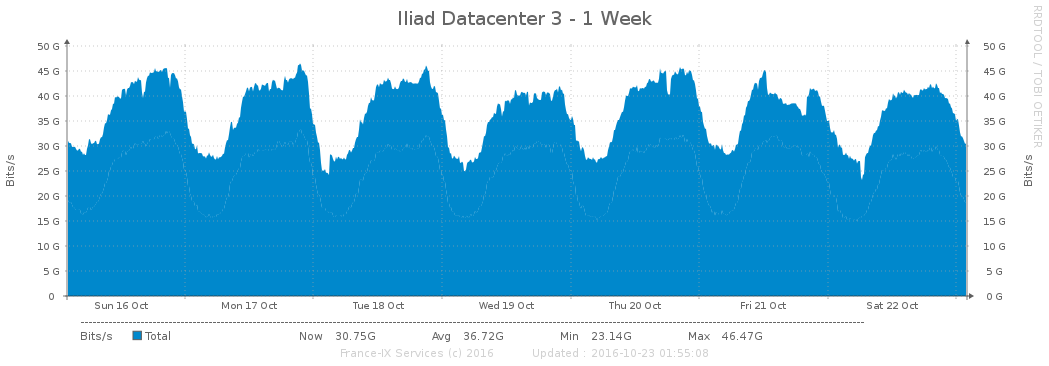 Iliad Datacenter 3 - 1 Week
RRDTOOL / TOBI OETIKER
50 G 50 G
45 G 45 G
40 G 40 G
35 G 35 G
30 G 30 G
25 G 25 G
20 G 20 G
15 G 15 G
10 G 10 G
5 G 5 G
0 0 G
Bits/s Bits/s
Sun 16 Oct Mon 17 Oct Tue 18 Oct Wed 19 Oct Thu 20 Oct Fri 21 Oct Sat 22 Oct
Bits/s Total Now 30.75G Avg 36.72G Min 23.14G Max 46.47G
France-IX Services (c) 2016 Updated : 2016-10-23 01:55:08